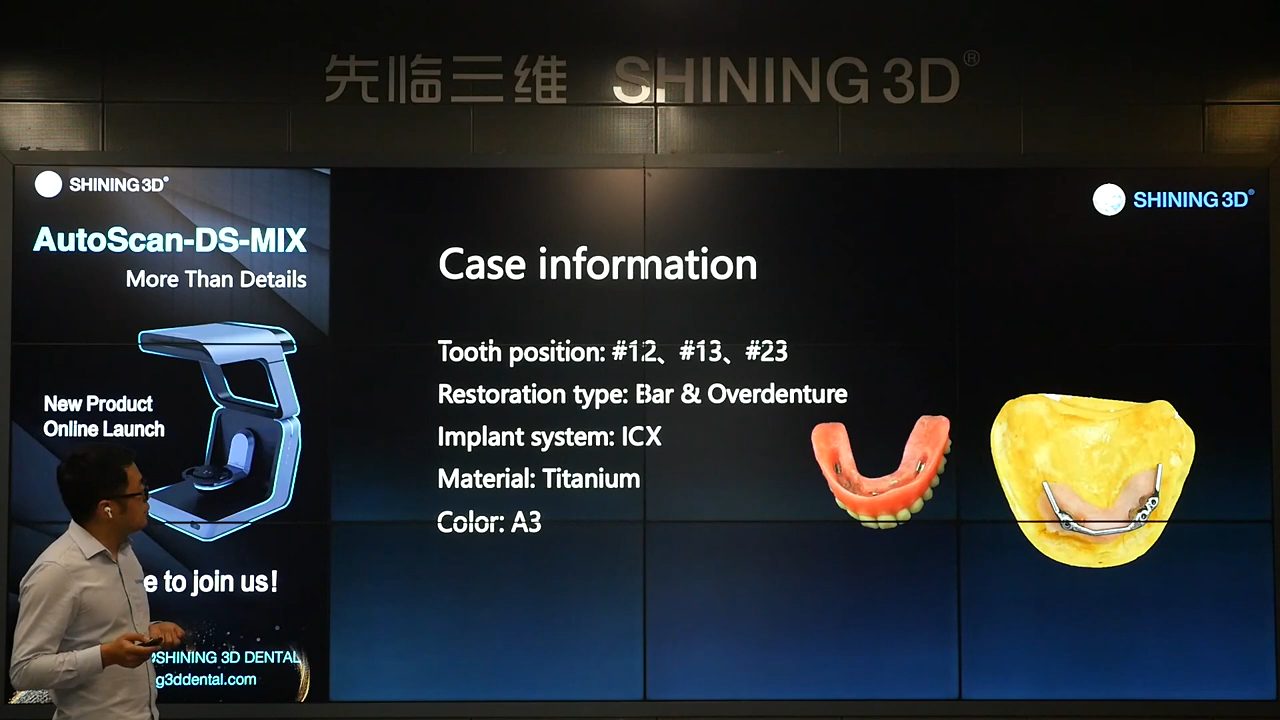 先临三维 SHINING 3D®
SHINING 3D®
AutoScan-DS-MIX
More Than Details
New Product
Online Launch
e to join us!
SHINING 3D DENTAL
g3ddental.com
SHINING 3D®
Case information
Tooth position: #12、#13、#23
Restoration type: Bar & Overdenture
Implant system: ICX
Material: Titanium
Color: A3